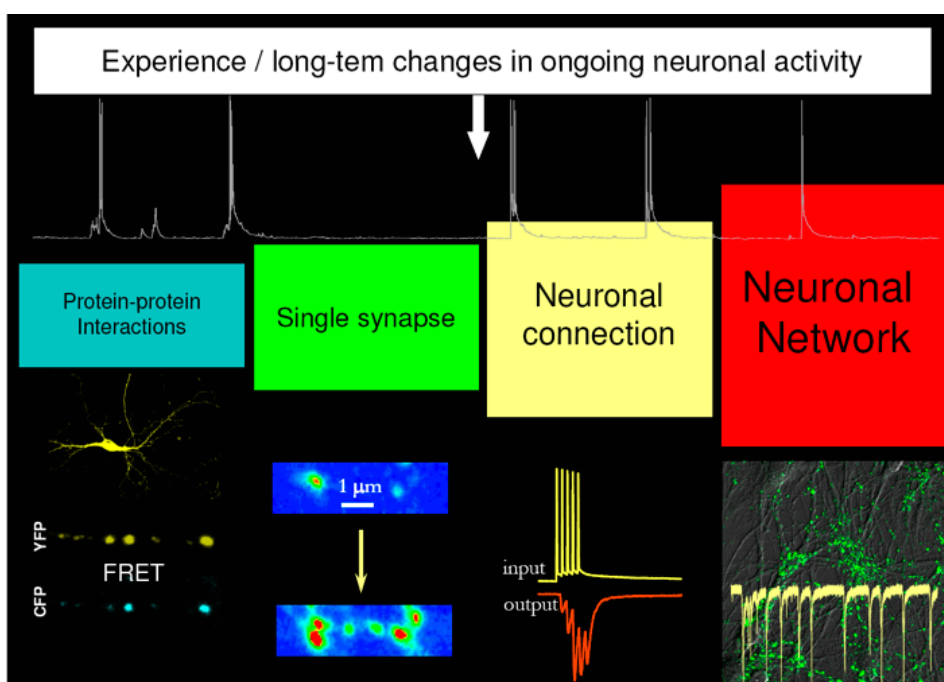 Experience / long-tem changes in ongoing neuronal activity
Protein-protein
Interactions
Single synapse
Neuronal
connection
Neuronal
Network
YFP
FRET
CFP
1 μm
input
output